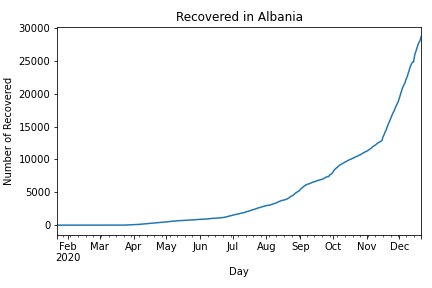 Recovered in Albania
Number of Recovered
30000
25000
20000
15000
10000
5000
0
Feb Mar Apr May Jun Jul Aug Sep Oct Nov Dec
2020
Day